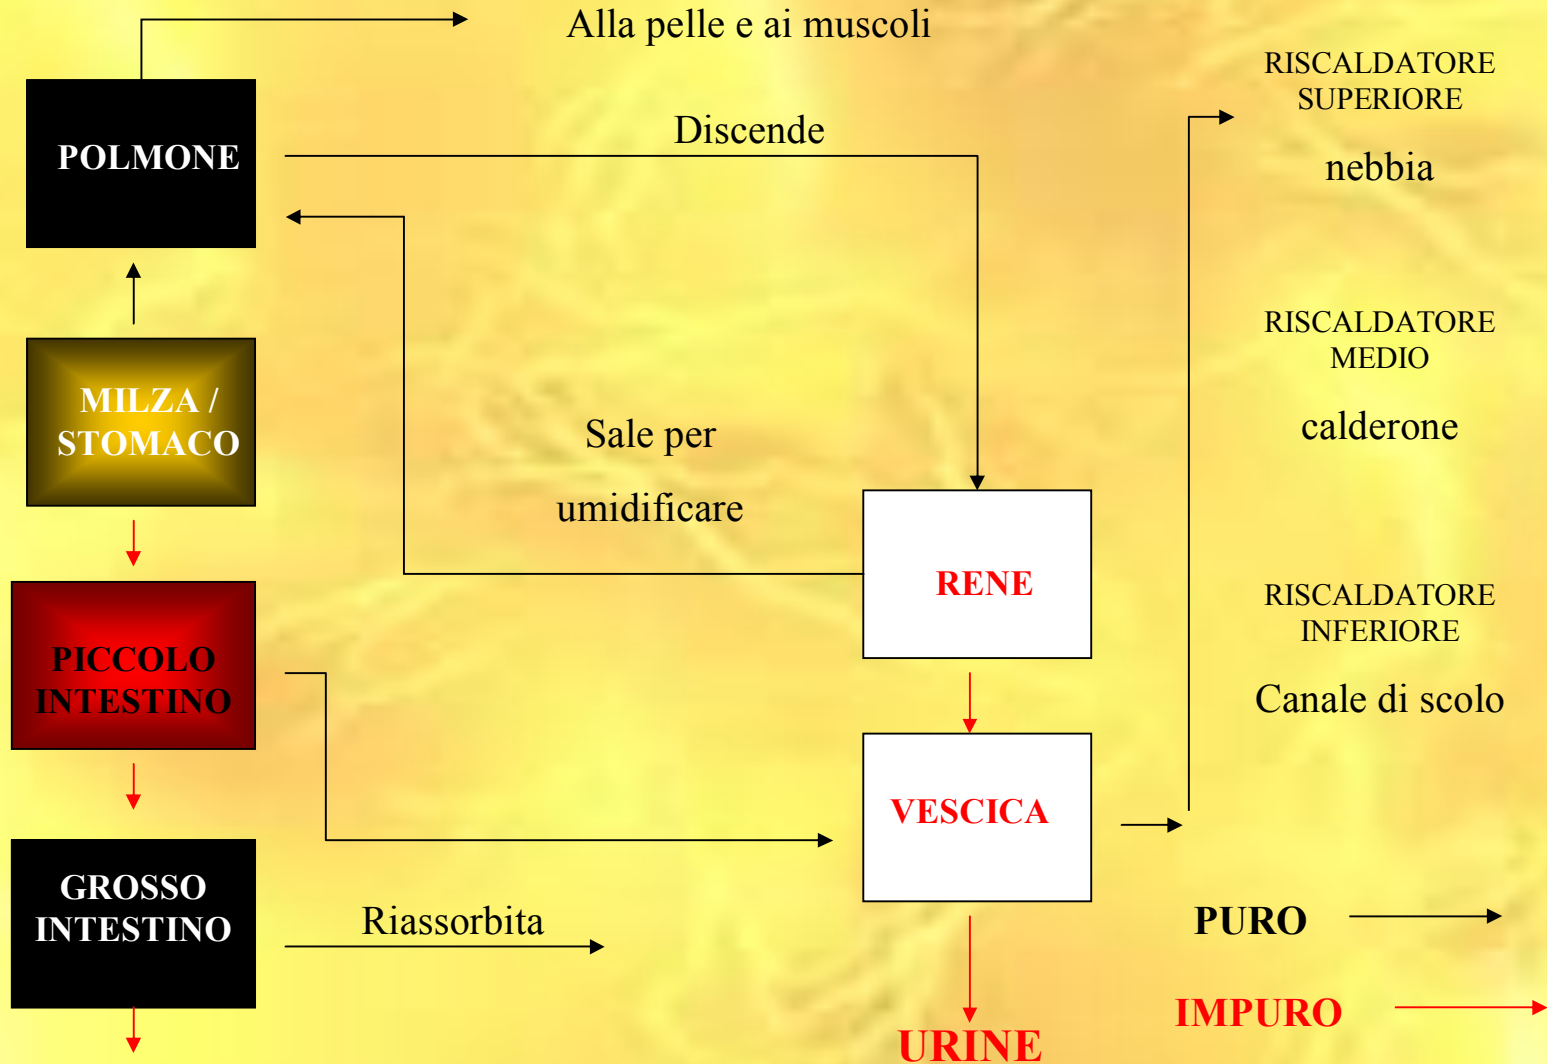 Alla pelle e ai muscoli
POLMONE
Discende
MILZA /
STOMACO
Sale per
umidificare
RENE
PICCOLO
INTESTINO
VESCICA
GROSSO
INTESTINO
Riassorbita
URINE
RISCALDATORE
SUPERIORE
nebbia
RISCALDATORE
MEDIO
calderone
RISCALDATORE
INFERIORE
Canale di scolo
PURO
IMPURO